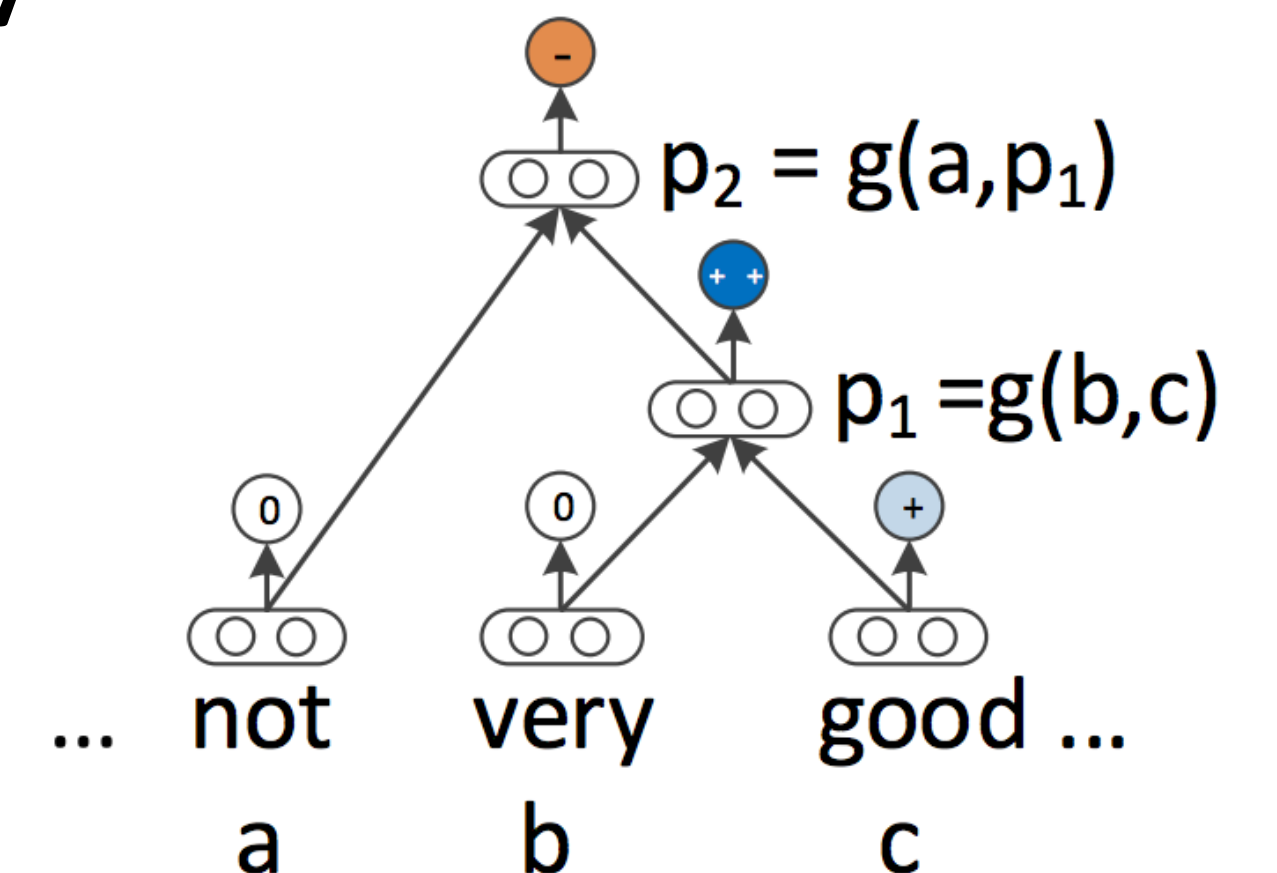 -
p₂ = g(a,p₁)
+ +
p₁ =g(b,c)
0 0 +
... not very good ...
a b c